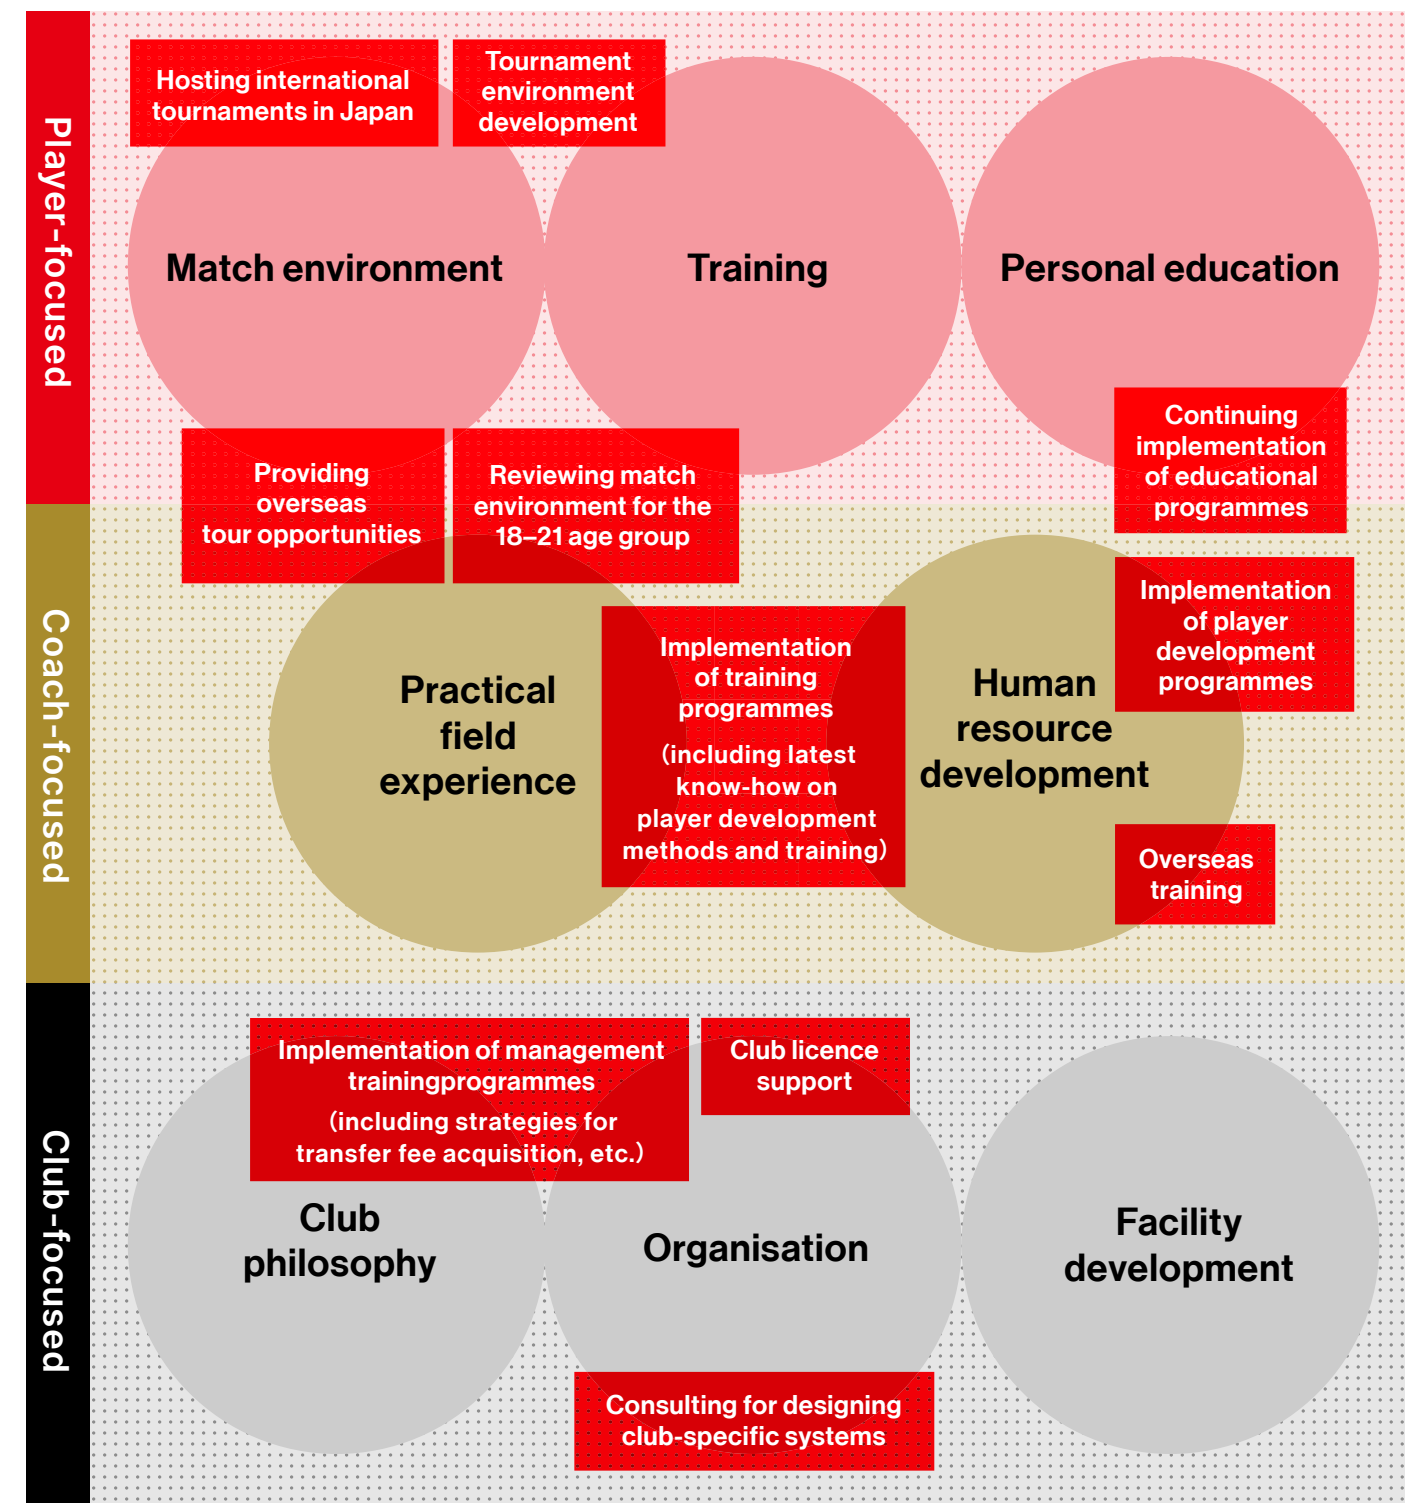 Player-focused
Hosting international
tournaments in Japan
Tournament
environment
development
Match environment
Training
Personal education
Providing
overseas
tour opportunities
Reviewing match
environment for the
18–21 age group
Continuing
implementation
of educational
programmes
Coach-focused
Practical
field
experience
Implementation
of training
programmes
(including latest
know-how on
player development
methods and training)
Human
resource
development
Implementation
of player
development
programmes
Overseas
training
Club-focused
Implementation of management
trainingprogrammes
(including strategies for
transfer fee acquisition, etc.)
Club licence
support
Club
philosophy
Organisation
Facility
development
Consulting for designing
club-specific systems